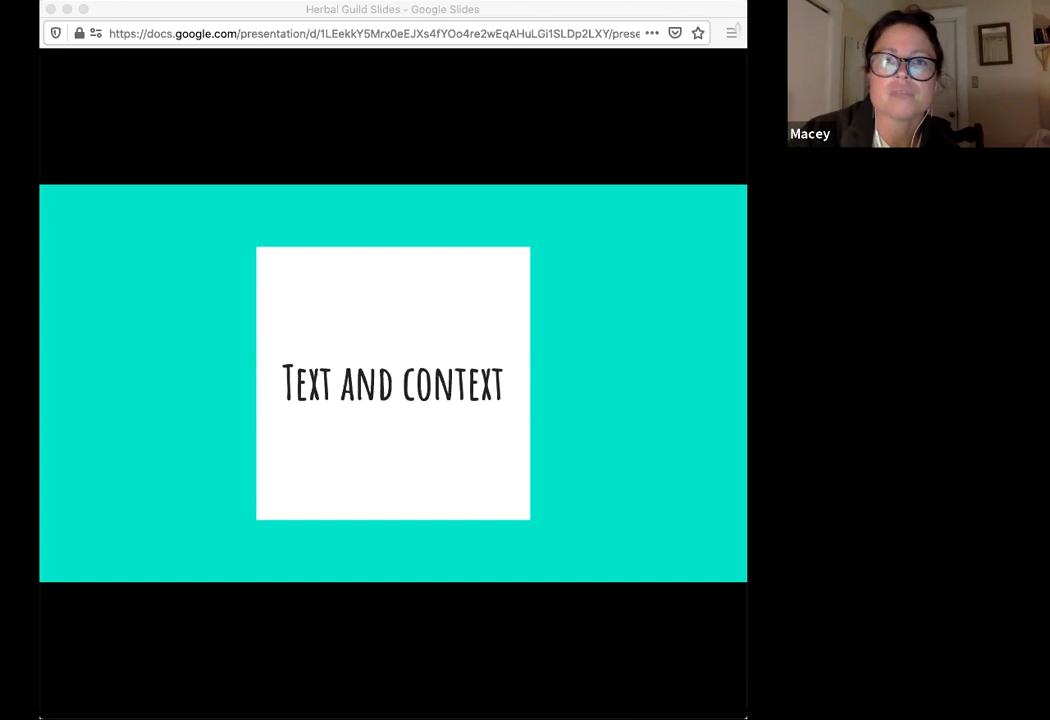 Herbal Guild Slides - Google Slides
https://docs.google.com/presentation/d/1LEekkY5Mrx0eEJXs4fYOo4re2wEqAHuLGi1SLDp2LXY/prese
Macey
Text and context